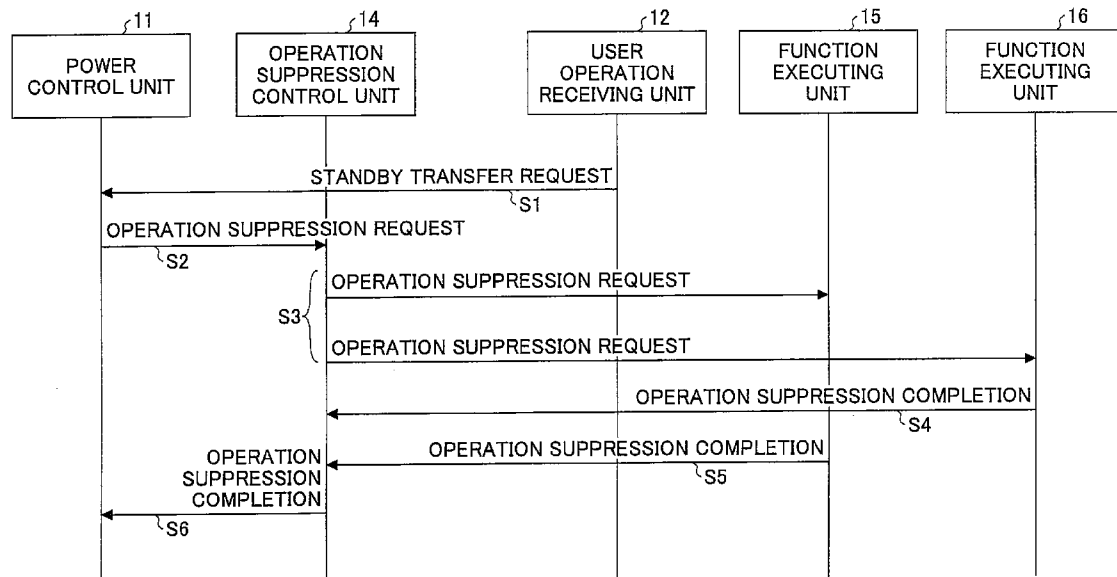 11
14
12
15
16
POWER
CONTROL UNIT
OPERATION
SUPPRESSION
CONTROL UNIT
USER
OPERATION
RECEIVING UNIT
FUNCTION
EXECUTING
UNIT
FUNCTION
EXECUTING
UNIT
STANDBY TRANSFER REQUEST
S1
OPERATION SUPPRESSION REQUEST
S2
OPERATION SUPPRESSION REQUEST
S3
OPERATION SUPPRESSION REQUEST
OPERATION SUPPRESSION COMPLETION
S4
OPERATION SUPPRESSION COMPLETION
S5
OPERATION
SUPPRESSION
COMPLETION
S6